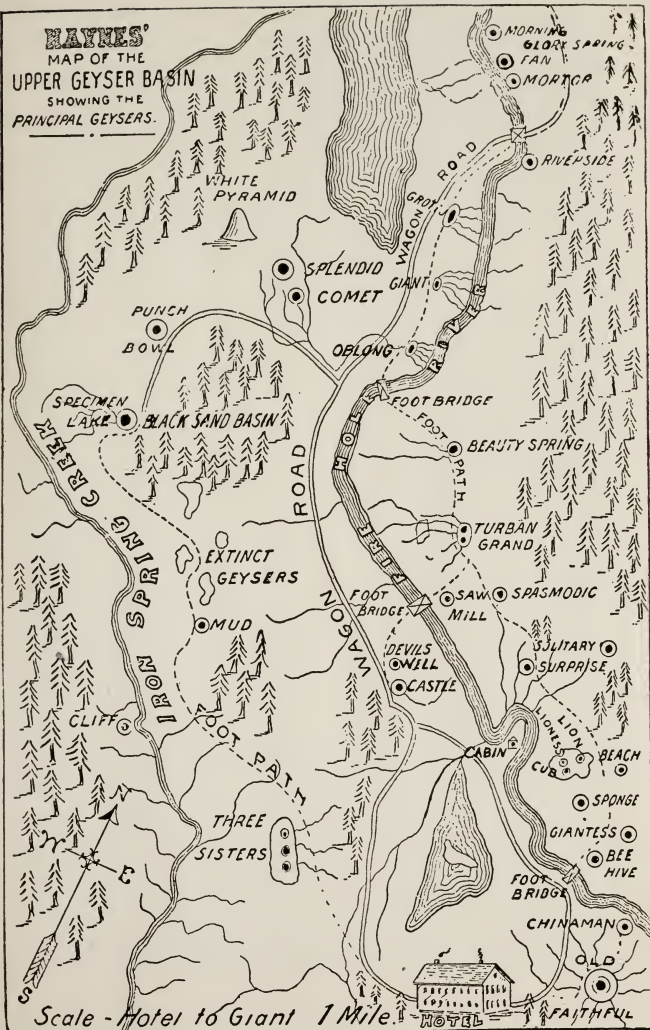 HAYNES'
MAP OF THE
UPPER GEYSER BASIN
SHOWING THE
PRINCIPAL GEYSERS.
MORNING
GLORY SPRING
FAN
MORTOR
RIVERSIDE
WAGON ROAD
GROT
WHITE
PYRAMID
SPLENDID
COMET
GIANT
PUNCH
BOWL
OBLONG
SPECIMEN
LAKE
BLACK SAND BASIN
FOOT BRIDGE
FOOT
PATH
BEAUTY SPRING
FIRE HOL RIVER
WAGON ROAD
IRON SPRING CREEK
TURBAN
GRAND
EXTINCT
GEYSERS
FOOT
BRIDGE
SAW
MILL
SPASMODIC
MUD
DEVILS
WELL
SOLITARY
SURPRISE
CASTLE
CLIFF
FOOT PATH
LION
LIONESS
CUB
CABIN
BEACH
SPONGE
THREE
SISTERS
GIANTESS
BEE
HIVE
FOOT
BRIDGE
CHINAMAN
N
W
E
S
OLD
FAITHFUL
HOTEL
Scale - Hotel to Giant 1 Mile.